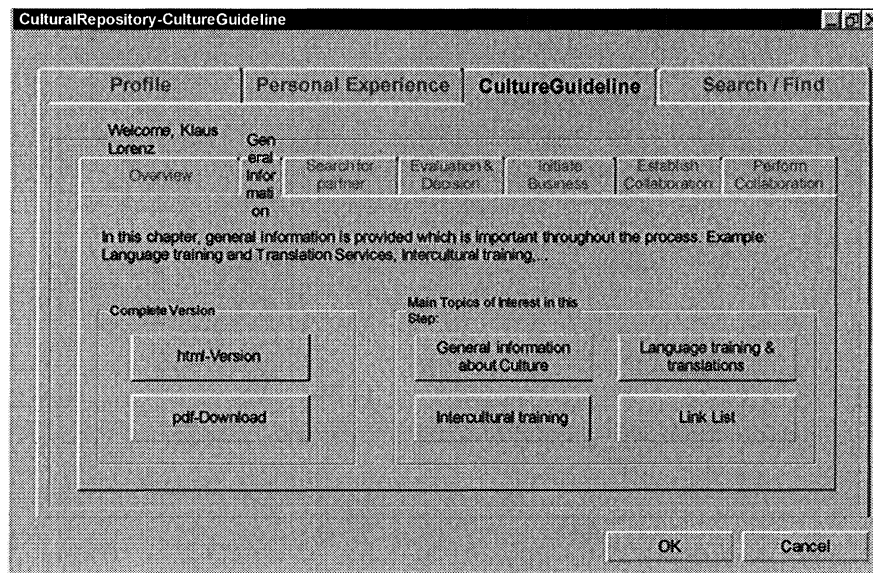 CulturalRepository-CultureGuideline
Profile
Personal Experience
CultureGuideline
Search / Find
Welcome, Klaus
Lorenz
Overview
Gen
eral
Infor
mati
on
Search for
partner
Evaluation &
Decision
Initiate
Business
Establish
Collaboration
Perform
Collaboration
In this chapter, general information is provided which is important throughout the process. Example:
Language training and Translation Services, Intercultural training,...
Complete Version
html-Version
pdf-Download
Main Topics of Interest in this
Step:
General information
about Culture
Language training &
translations
Intercultural training
Link List
OK
Cancel